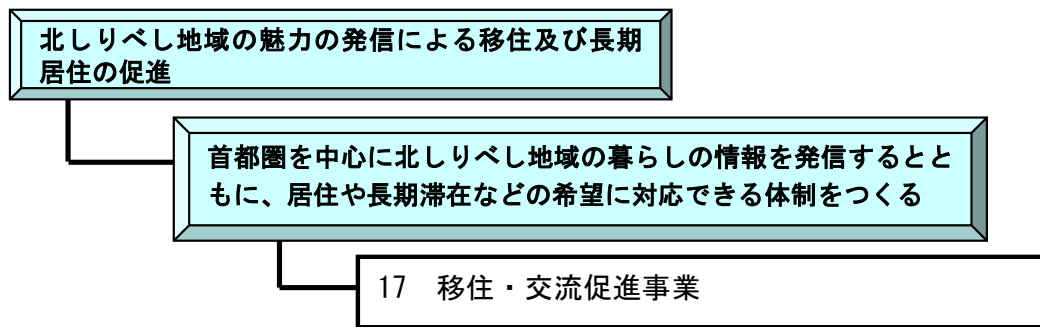 北しりべし地域の魅力の発信による移住及び長期
居住の促進
首都圏を中心に北しりべし地域の暮らしの情報を発信するとと
もに、居住や長期滞在などの希望に対応できる体制をつくる
17　移住・交流促進事業